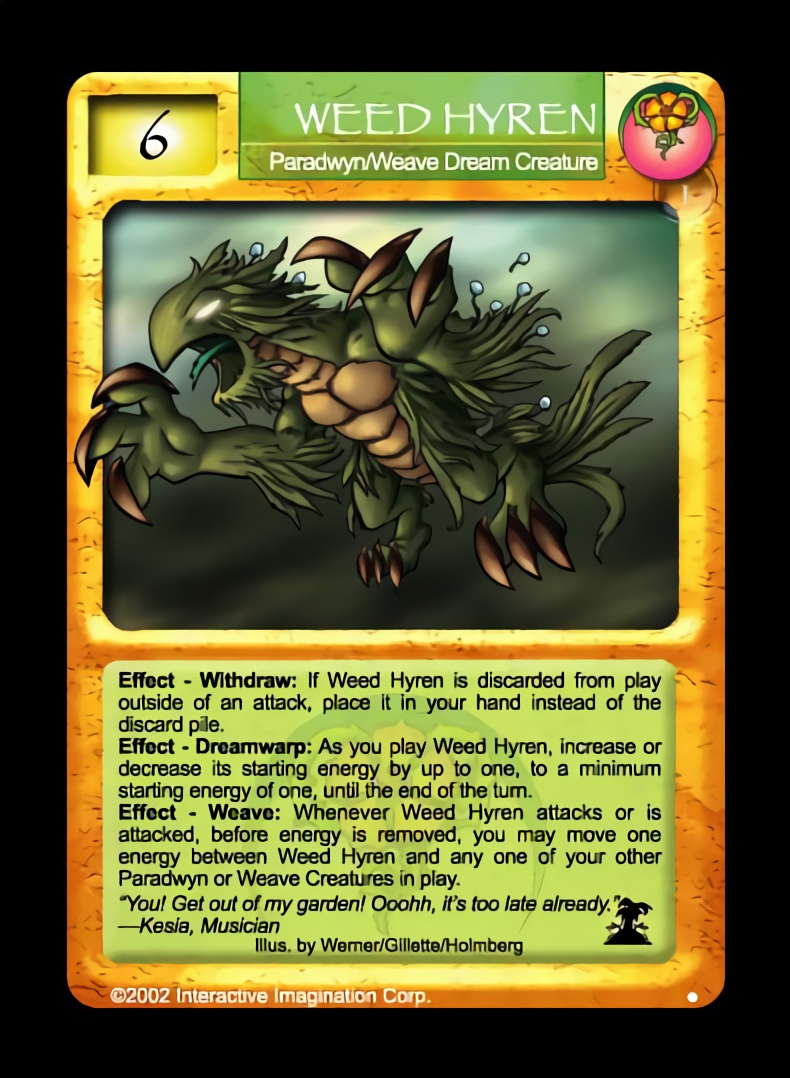 6
WEED HYREN
Paradwyn/Weave Dream Creature
1
Effect - Withdraw: If Weed Hyren is discarded from play
outside of an attack, place it in your hand instead of the
discard pile.
Effect - Dreamwarp: As you play Weed Hyren, increase or
decrease its starting energy by up to one, to a minimum
starting energy of one, until the end of the turn.
Effect - Weave: Whenever Weed Hyren attacks or is
attacked, before energy is removed, you may move one
energy between Weed Hyren and any one of your other
Paradwyn or Weave Creatures in play.
"You! Get out of my garden! Ooohh, it's too late already."
—Kesia, Musician
Illus. by Werner/Gillette/Holmberg
©2002 Interactive Imagination Corp.